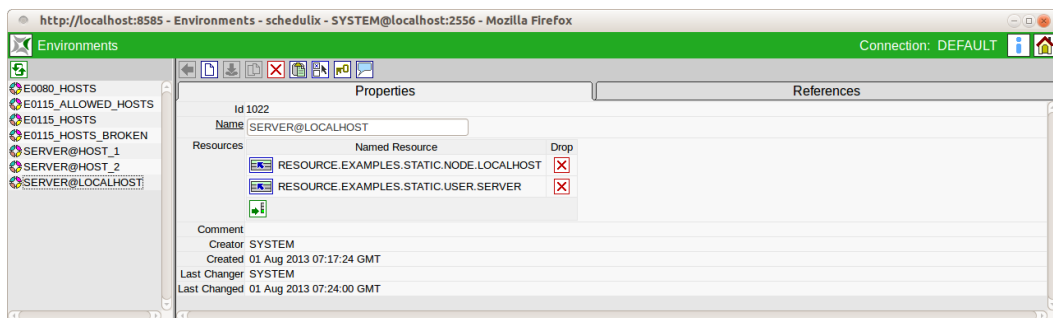 http://localhost:8585 - Environments - schedulix - SYSTEM@localhost:2556 - Mozilla Firefox
Environments
Connection: DEFAULT
E0080_HOSTS
E0115_ALLOWED_HOSTS
E0115_HOSTS
E0115_HOSTS_BROKEN
SERVER@HOST_1
SERVER@HOST_2
SERVER@LOCALHOST
Properties
References
Id 1022
Name SERVER@LOCALHOST
Resources Named Resource Drop
RESOURCE.EXAMPLES.STATIC.NODE.LOCALHOST
RESOURCE.EXAMPLES.STATIC.USER.SERVER
Comment
Creator SYSTEM
Created 01 Aug 2013 07:17:24 GMT
Last Changer SYSTEM
Last Changed 01 Aug 2013 07:24:00 GMT